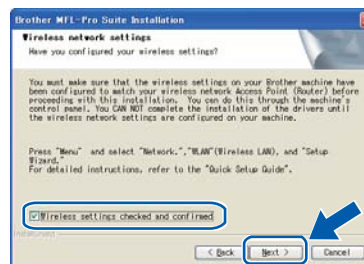 Brother MFL-Pro Suite Installation
Wireless network settings
Have you configured your wireless settings?
You must make sure that the wireless settings on your Brother machine have
been configured to match your wireless network Access Point (Router) before
proceeding with this installation. You can do this through the machine's
control panel. You CAN NOT complete the installation of the drivers until
the wireless network settings are configured on your machine.
Press "Menu" and select "Network.","WLAN"(Wireless LAN), and "Setup
Wizard."
For detailed instructions, refer to the "Quick Setup Guide".
Wireless settings checked and confirmed
InstallShield
< Back Next > Cancel